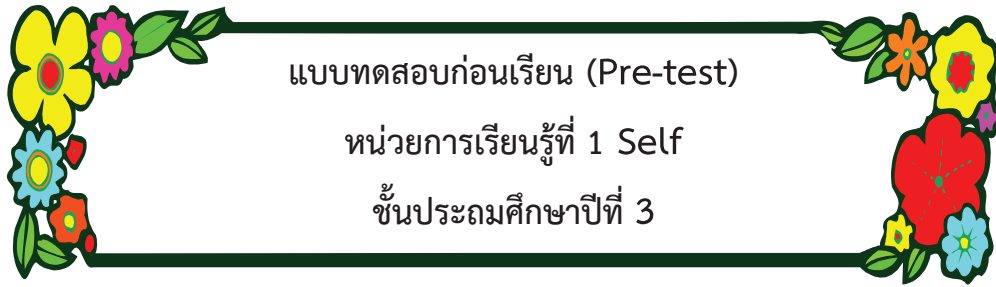 แบบทดสอบก่อนเรียน (Pre-test)
หน่วยการเรียนรู้ที่ 1 Self
ชั้นประถมศึกษาปีที่ 3